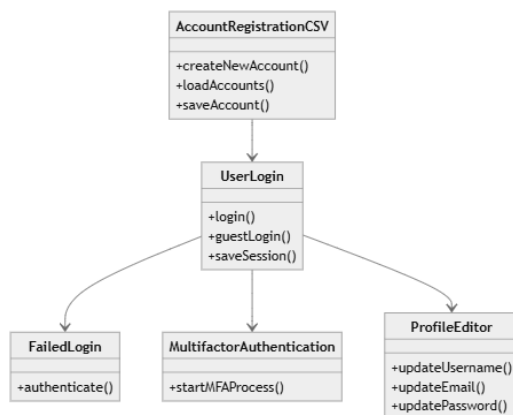 AccountRegistrationCSV
+createNewAccount()
+loadAccounts()
+saveAccount()
UserLogin
+login()
+guestLogin()
+saveSession()
FailedLogin
+authenticate()
MultifactorAuthentication
+startMFAProcess()
ProfileEditor
+updateUsername()
+updateEmail()
+updatePassword()